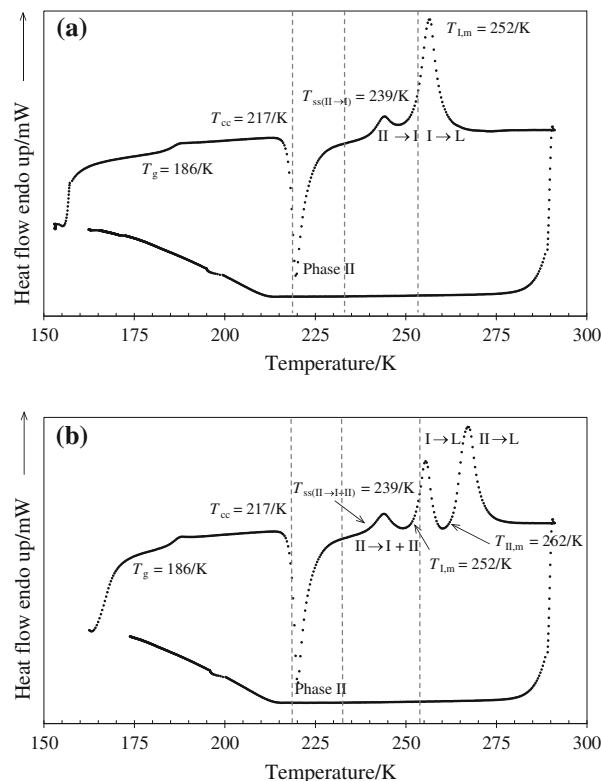 (a)
T_I,m = 252/K
T_cc = 217/K
T_ss(II→I) = 239/K
II → I I → L
T_g = 186/K
Phase II
Heat flow endo up/mW
150 175 200 225 250 275 300
Temperature/K
(b)
I → L II → L
T_ss(II→I+II) = 239/K
T_cc = 217/K
II → I + II
T_II,m = 262/K
T_I,m = 252/K
T_g = 186/K
Phase II
Heat flow endo up/mW
150 175 200 225 250 275 300
Temperature/K